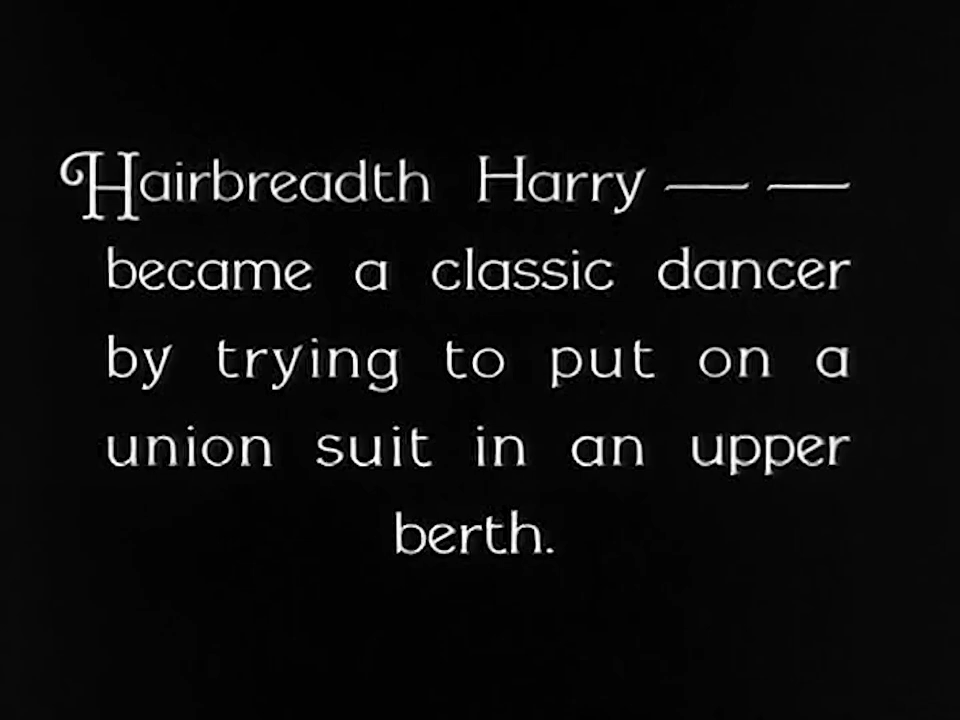 Hairbreadth Harry — —
became a classic dancer
by trying to put on a
union suit in an upper
berth.